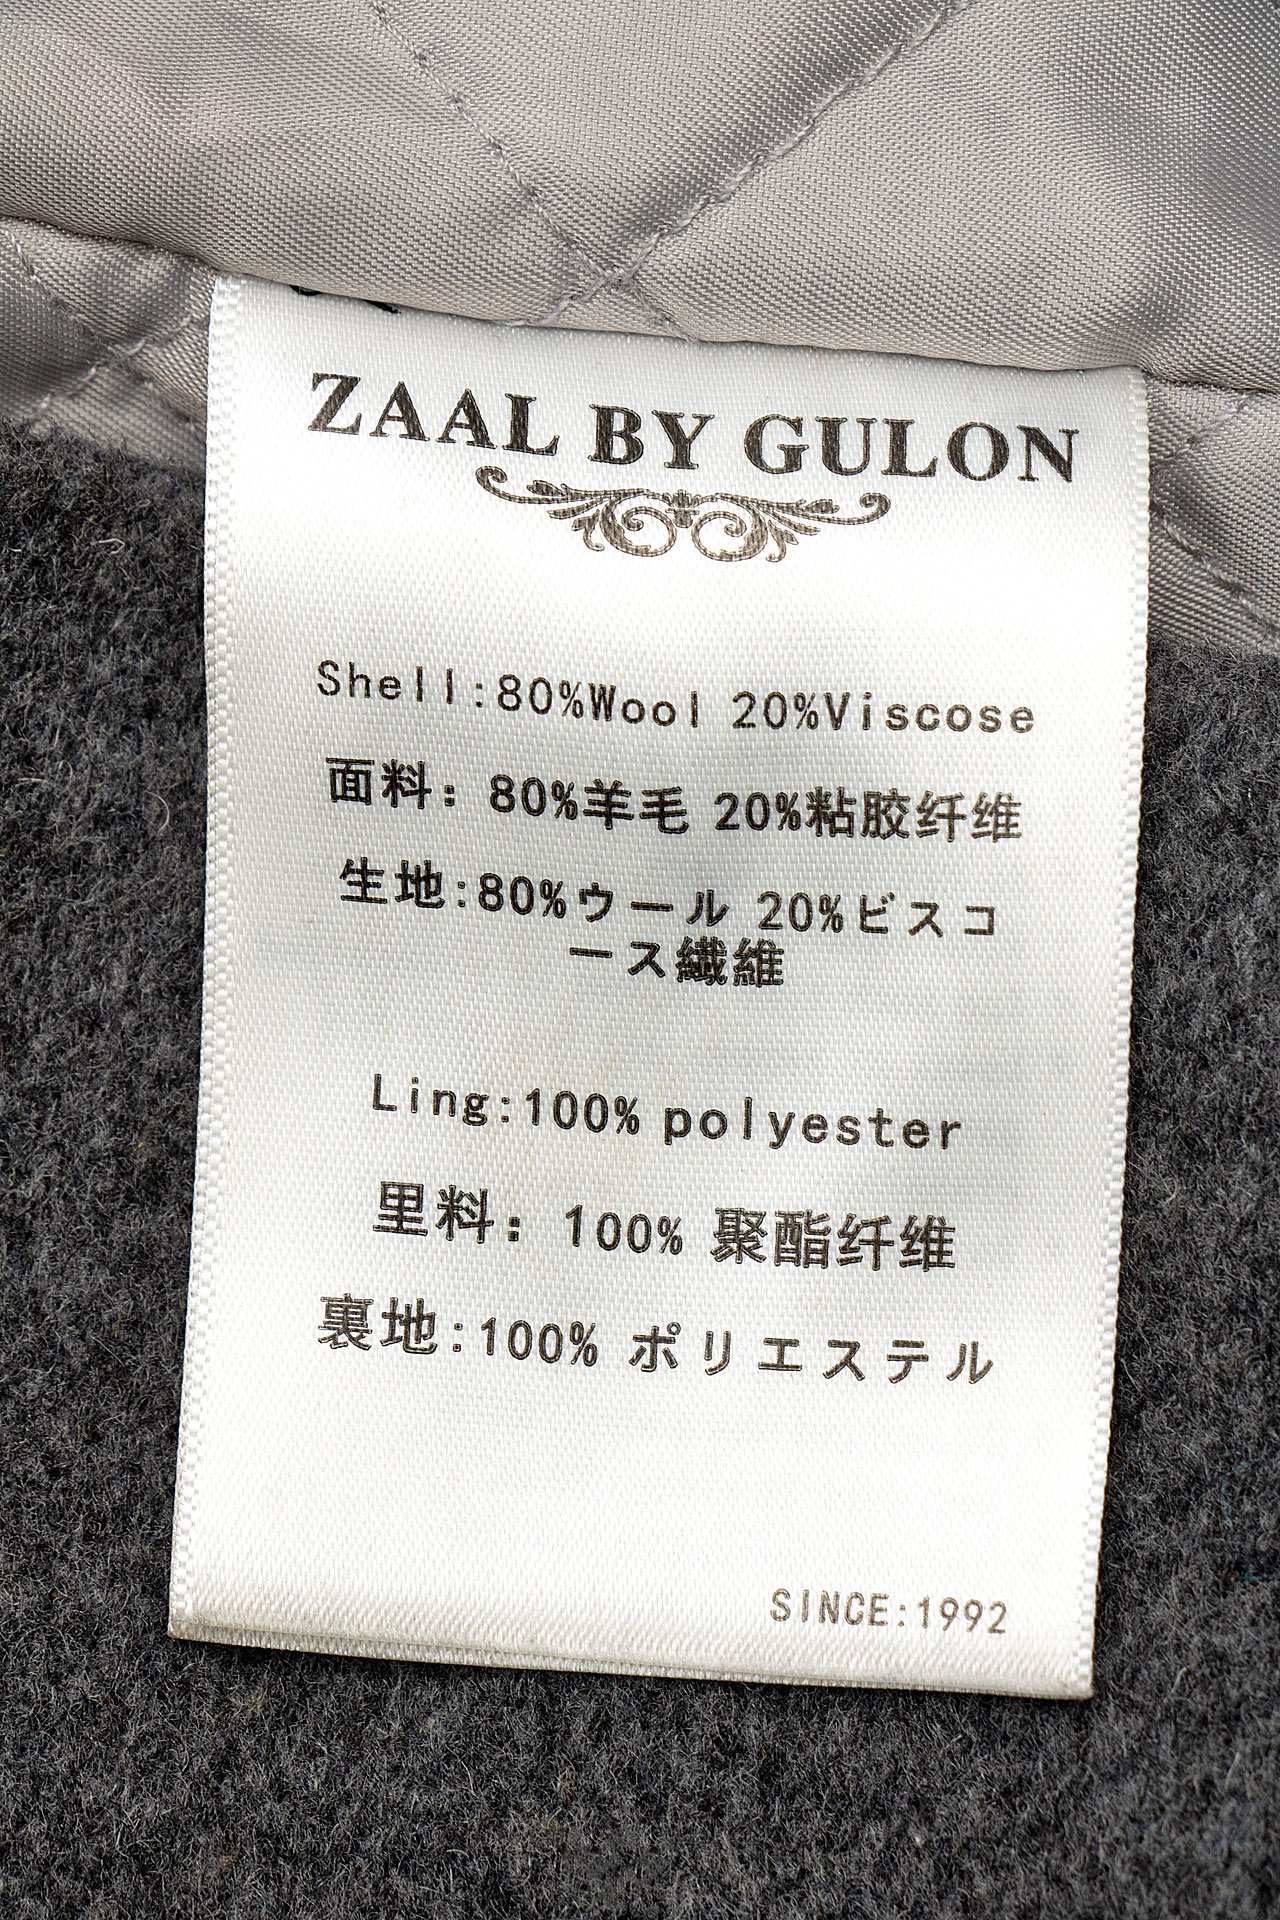 ZAAL BY GULON
Shell:80%Wool 20%Viscose
面料：80%羊毛 20%粘胶纤维
生地:80%ウール 20%ビスコ
ース繊維
Ling:100% polyester
里料：100% 聚酯纤维
裏地:100% ポリエステル
SINCE:1992